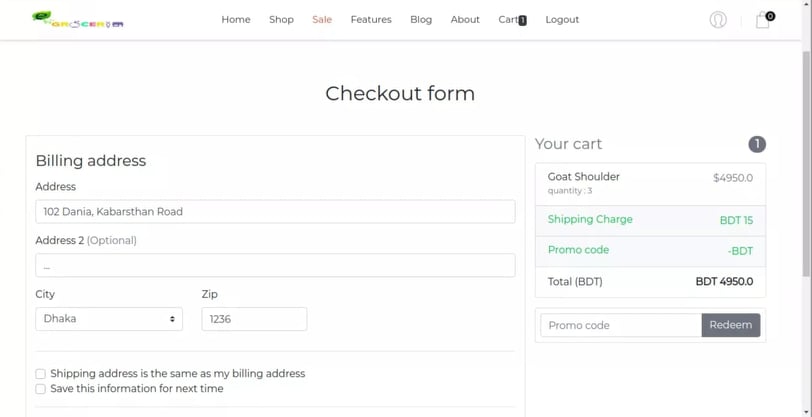 GROCERIM
Home Shop Sale Features Blog About Cart 1 Logout 0
Checkout form
Billing address
Address
102 Dania, Kabarsthan Road
Address 2 (Optional)
...
City Zip
Dhaka 1236
Shipping address is the same as my billing address
Save this information for next time
Your cart 1
Goat Shoulder $4950.0
quantity : 3
Shipping Charge BDT 15
Promo code -BDT
Total (BDT) BDT 4950.0
Promo code Redeem